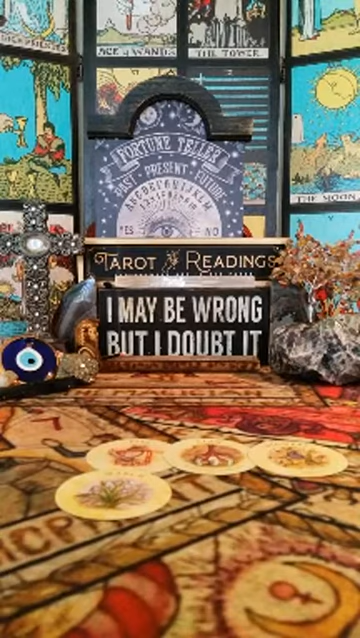 ACE of WANDS.
THE TOWER.
THE MOON.
FORTUNE TELLER
PAST PRESENT FUTURE
YES
NO
TAROT READINGS
I MAY BE WRONG
BUT I DOUBT IT